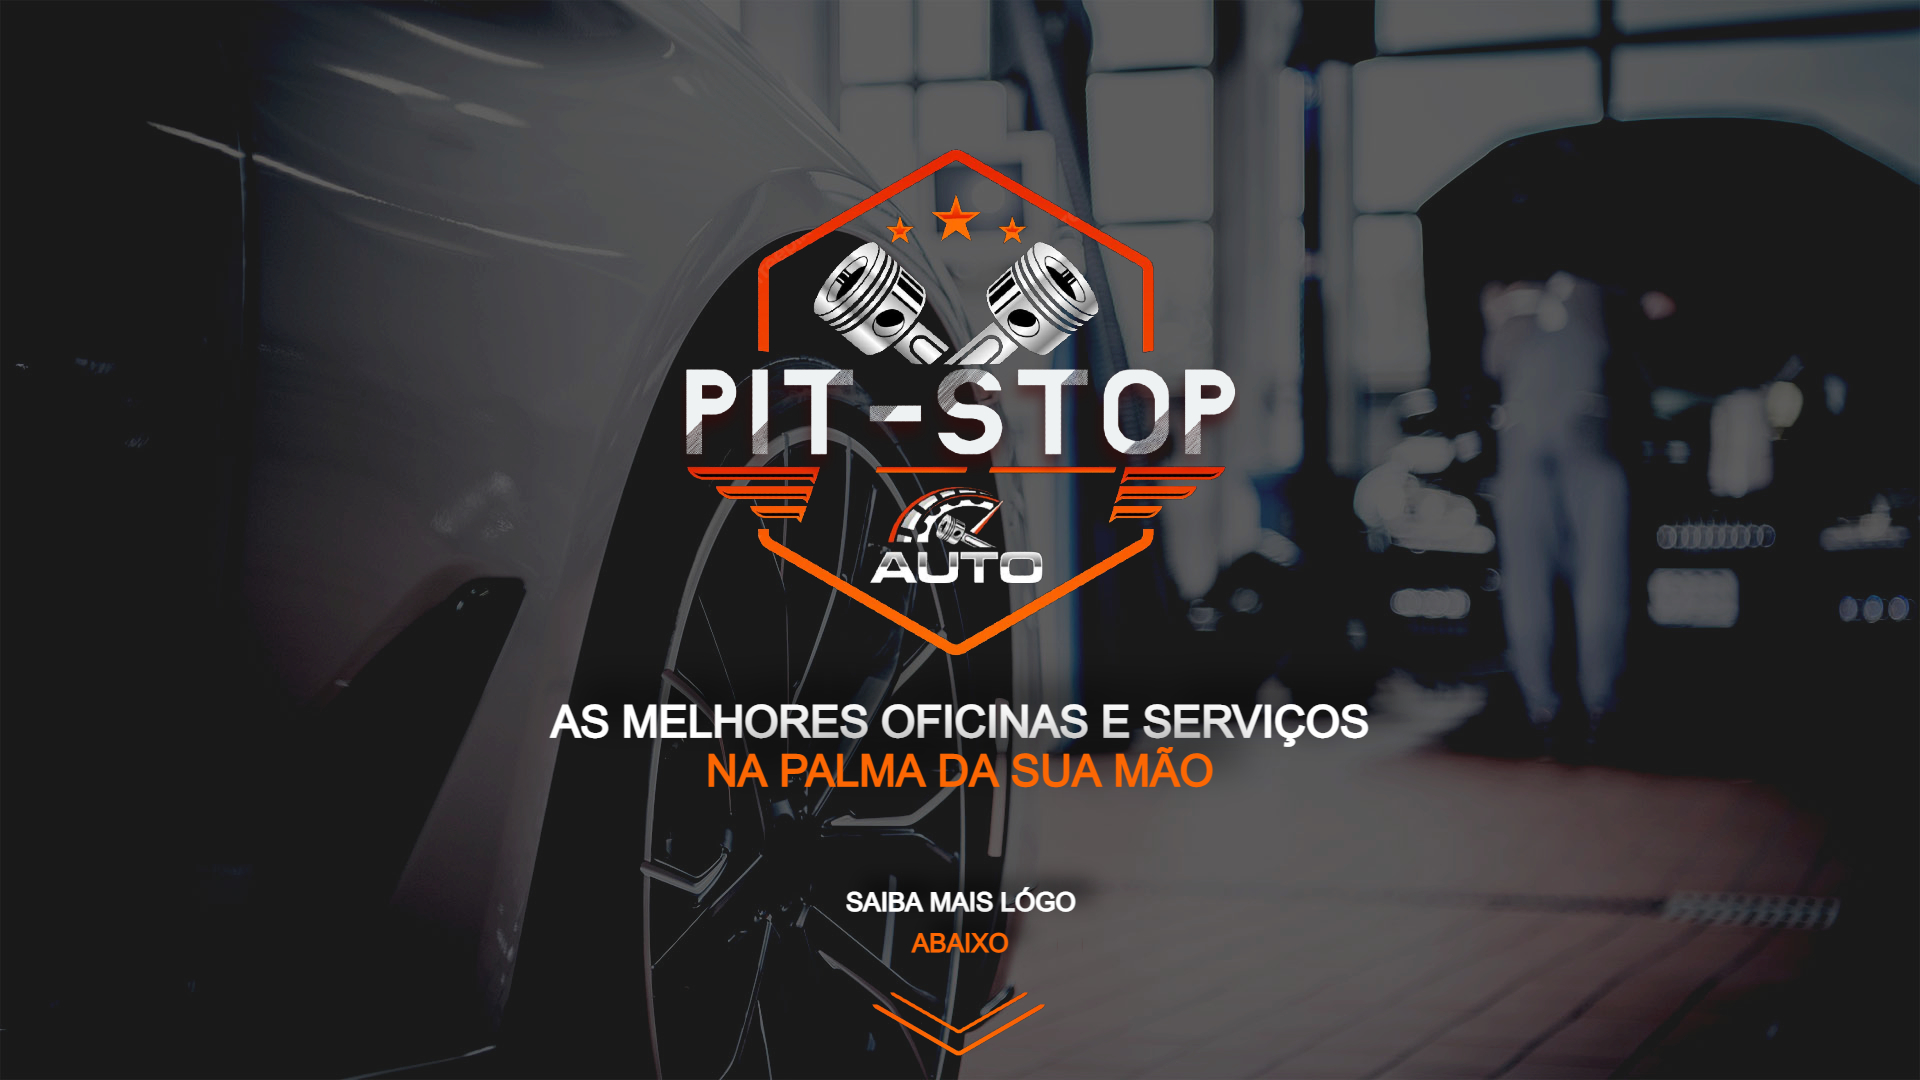 PIT-STOP
AUTO
AS MELHORES OFICINAS E SERVIÇOS
NA PALMA DA SUA MÃO
SAIBA MAIS LÓGO
ABAIXO